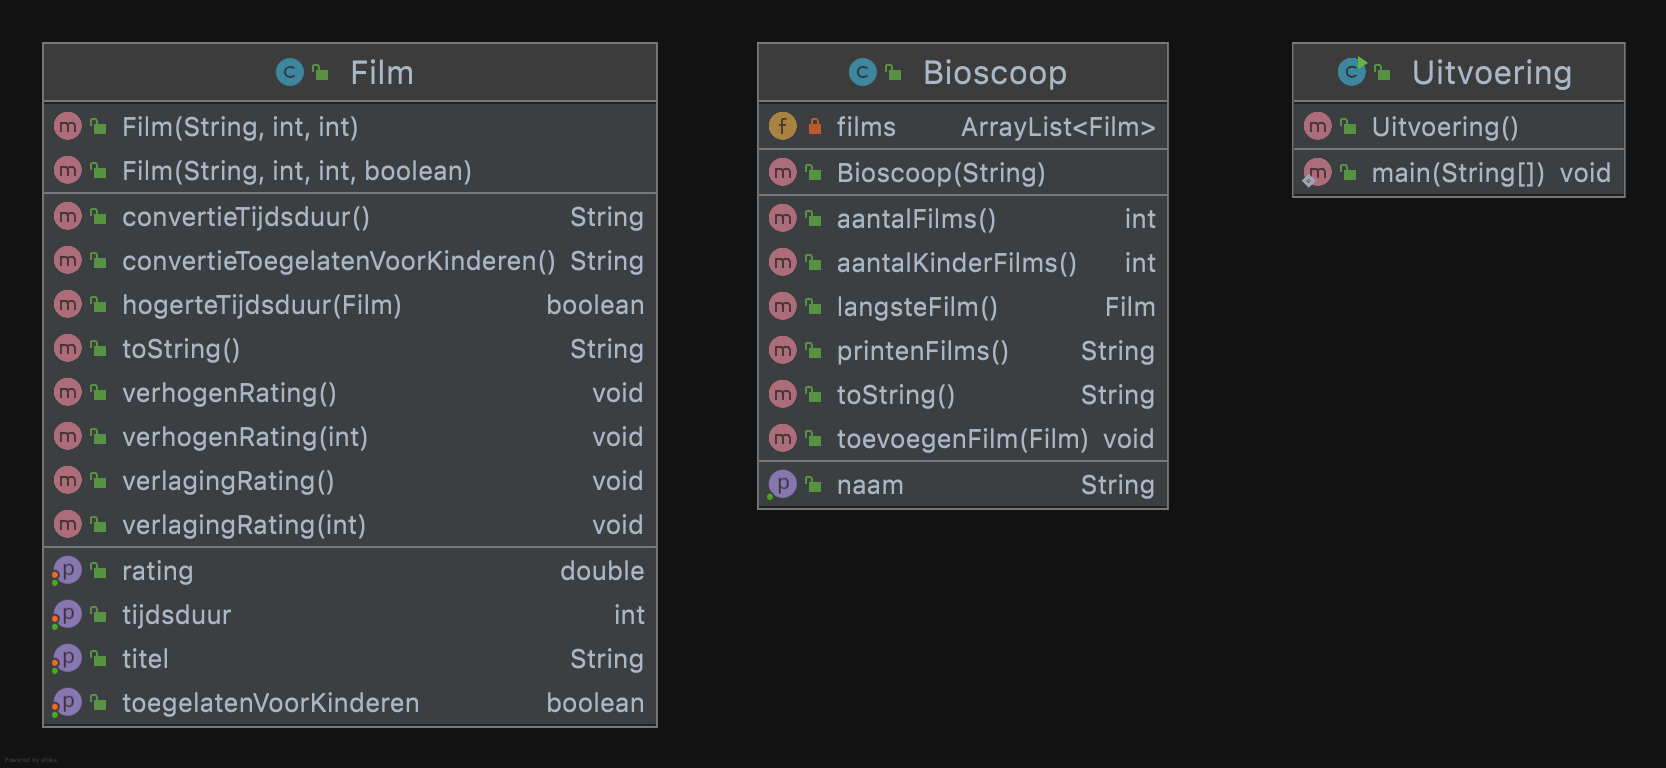 Film
Film(String, int, int)
Film(String, int, int, boolean)
convertieTijdsduur() String
convertieToegelatenVoorKinderen() String
hogerteTijdsduur(Film) boolean
toString() String
verhogenRating() void
verhogenRating(int) void
verlagingRating() void
verlagingRating(int) void
rating double
tijdsduur int
titel String
toegelatenVoorKinderen boolean
Bioscoop
films ArrayList<Film>
Bioscoop(String)
aantalFilms() int
aantalKinderFilms() int
langsteFilm() Film
printenFilms() String
toString() String
toevoegenFilm(Film) void
naam String
Uitvoering
Uitvoering()
main(String[]) void
Powered by yFiles